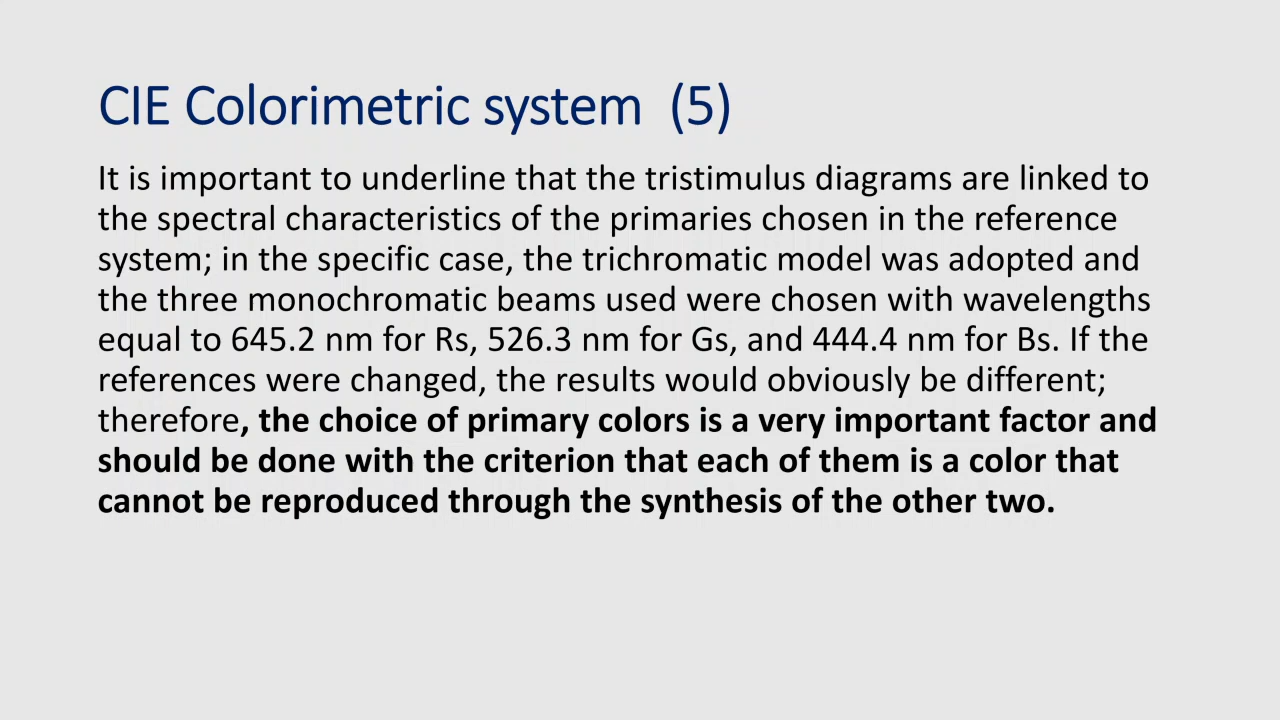 CIE Colorimetric system (5)
It is important to underline that the tristimulus diagrams are linked to
the spectral characteristics of the primaries chosen in the reference
system; in the specific case, the trichromatic model was adopted and
the three monochromatic beams used were chosen with wavelengths
equal to 645.2 nm for Rs, 526.3 nm for Gs, and 444.4 nm for Bs. If the
references were changed, the results would obviously be different;
therefore, the choice of primary colors is a very important factor and
should be done with the criterion that each of them is a color that
cannot be reproduced through the synthesis of the other two.